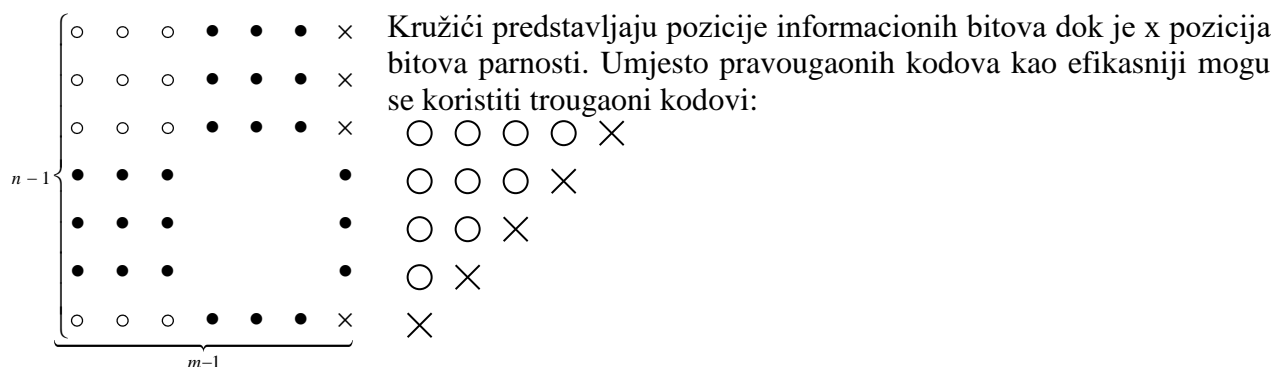 Kružići predstavljaju pozicije informacionih bitova dok je x pozicija
bitova parnosti. Umjesto pravougaonih kodova kao efikasniji mogu
se koristiti trougaoni kodovi:
n – 1
m–1